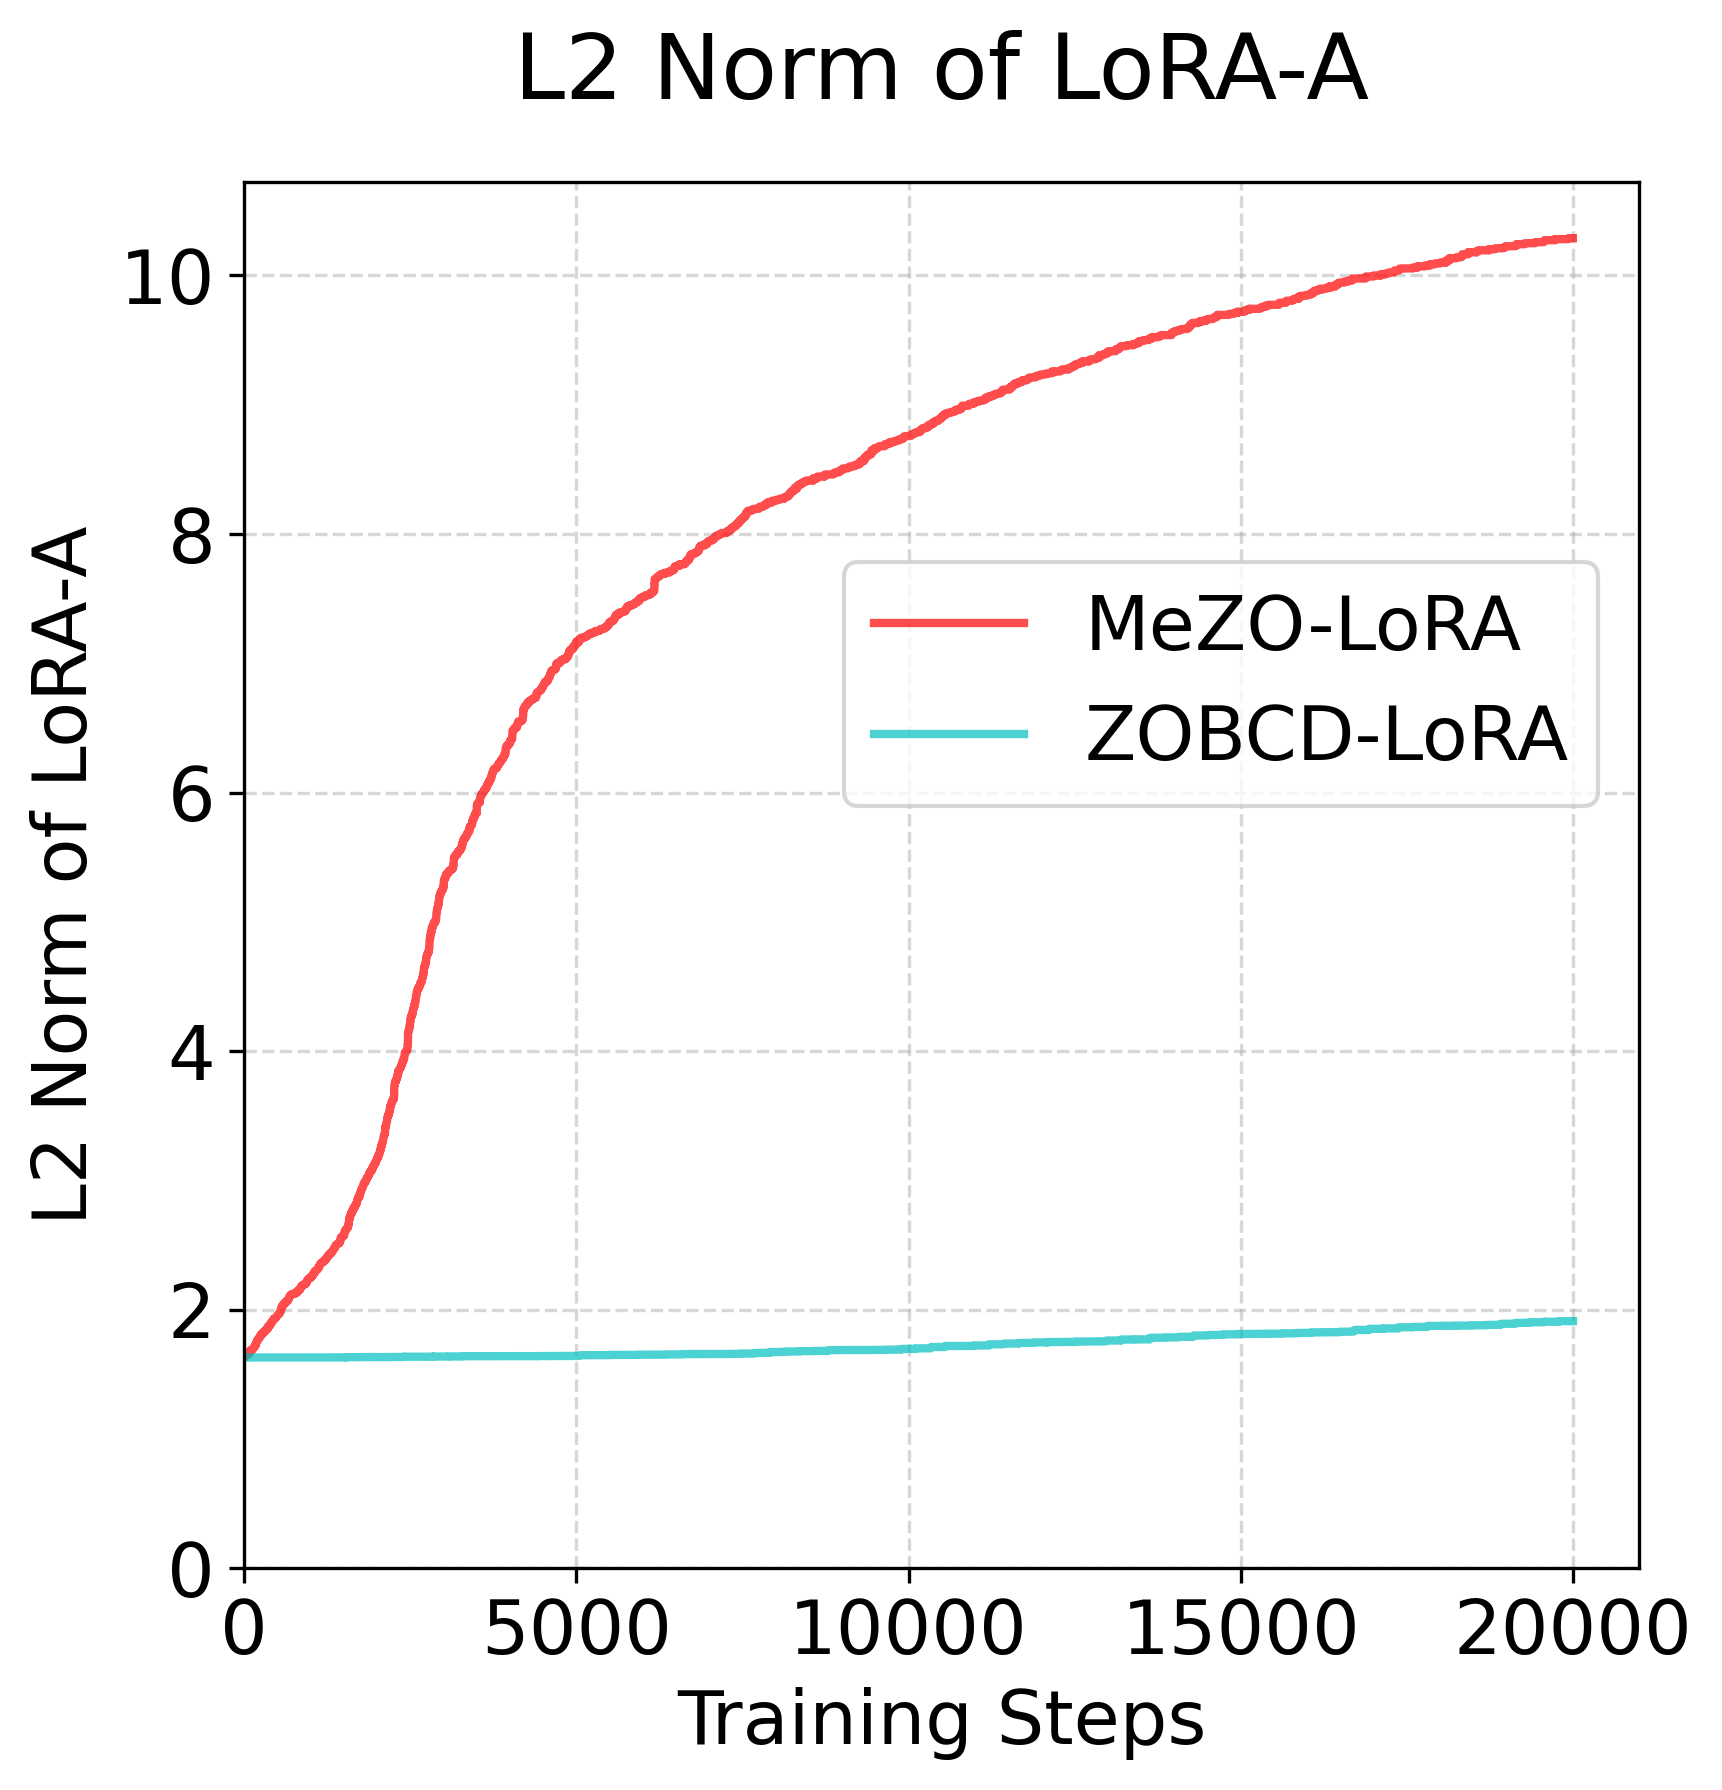 L2 Norm of LoRA-A
L2 Norm of LoRA-A
10
8
6
4
2
0
MeZO-LoRA
ZOBCD-LoRA
0 5000 10000 15000 20000
Training Steps